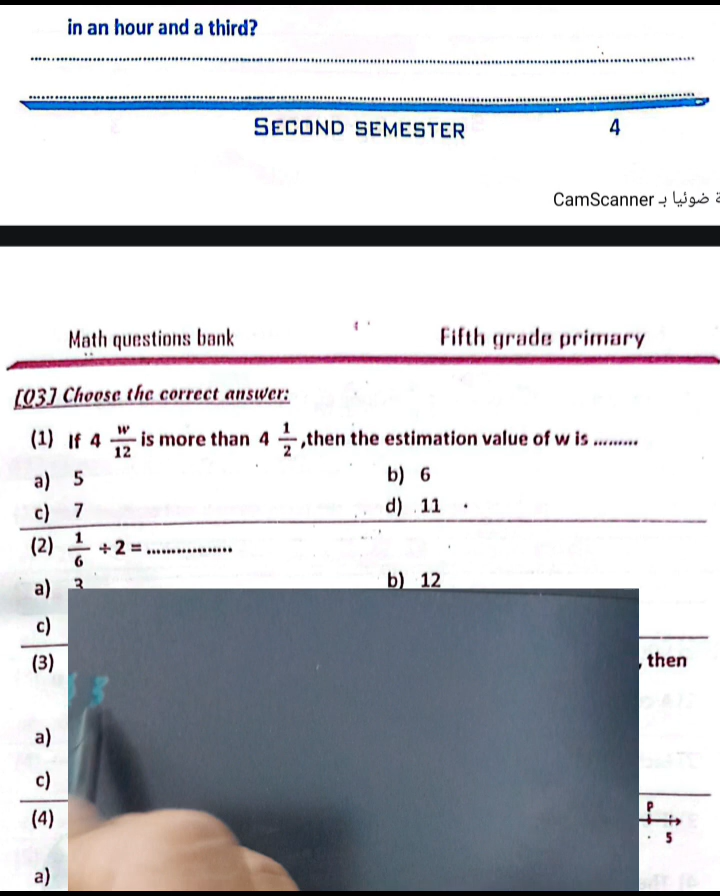 in an hour and a third?
SECOND SEMESTER 4
ضوئيا بـ CamScanner
Math questions bank Fifth grade primary
[Q3] Choose the correct answer:
(1) If 4 w/12 is more than 4 1/2 ,then the estimation value of w is .........
a) 5 b) 6
c) 7 d) 11
(2) 1/6 ÷ 2 = .................
a) 3 b) 12
c)
(3) , then
a)
c)
(4) P
5
a)